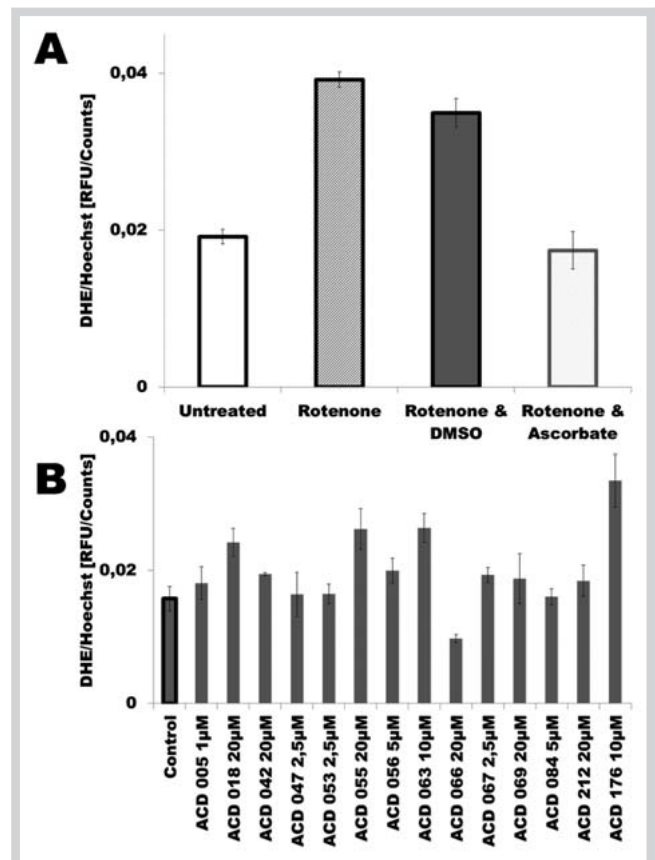 A
DHE/Hoechst [RFU/Counts]
0,04
0,02
0
Untreated
Rotenone
Rotenone &
DMSO
Rotenone &
Ascorbate
B
DHE/Hoechst [RFU/Counts]
0,04
0,02
0
Control
ACD 005 1µM
ACD 018 20µM
ACD 042 20µM
ACD 047 2,5µM
ACD 053 2,5µM
ACD 055 20µM
ACD 056 5µM
ACD 063 10µM
ACD 066 20µM
ACD 067 2,5µM
ACD 069 20µM
ACD 084 5µM
ACD 212 20µM
ACD 176 10µM